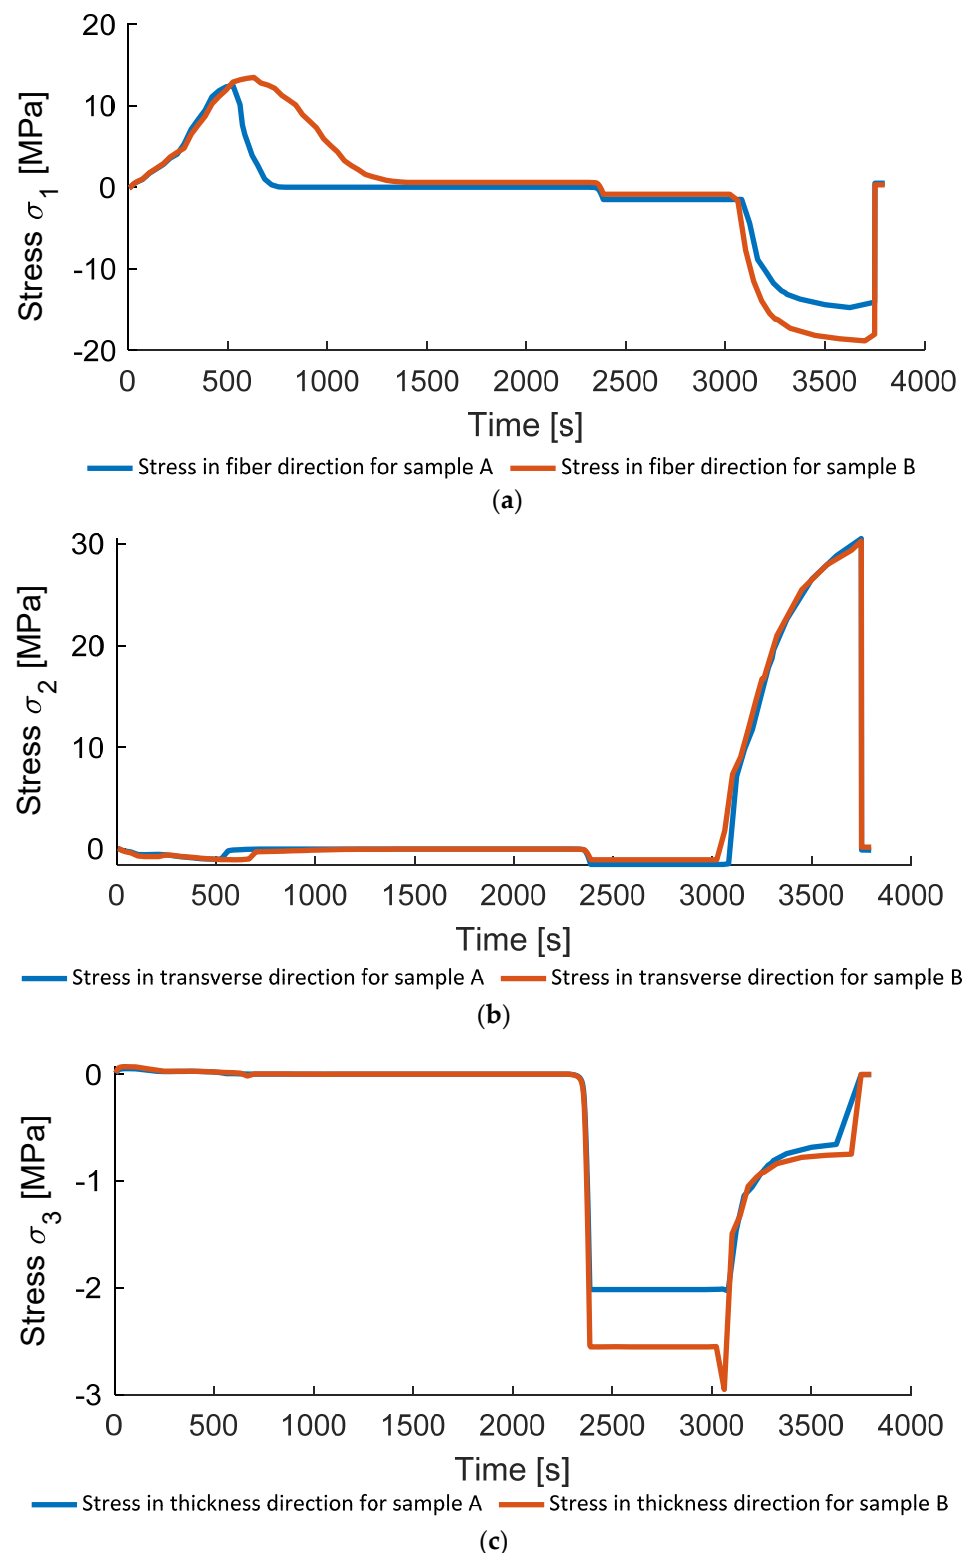 20
10
0
-10
-20
Stress σ1 [MPa]
0 500 1000 1500 2000 2500 3000 3500 4000
Time [s]
Stress in fiber direction for sample A Stress in fiber direction for sample B
(a)
30
20
10
0
Stress σ2 [MPa]
0 500 1000 1500 2000 2500 3000 3500 4000
Time [s]
Stress in transverse direction for sample A Stress in transverse direction for sample B
(b)
0
-1
-2
-3
Stress σ3 [MPa]
0 500 1000 1500 2000 2500 3000 3500 4000
Time [s]
Stress in thickness direction for sample A Stress in thickness direction for sample B
(c)